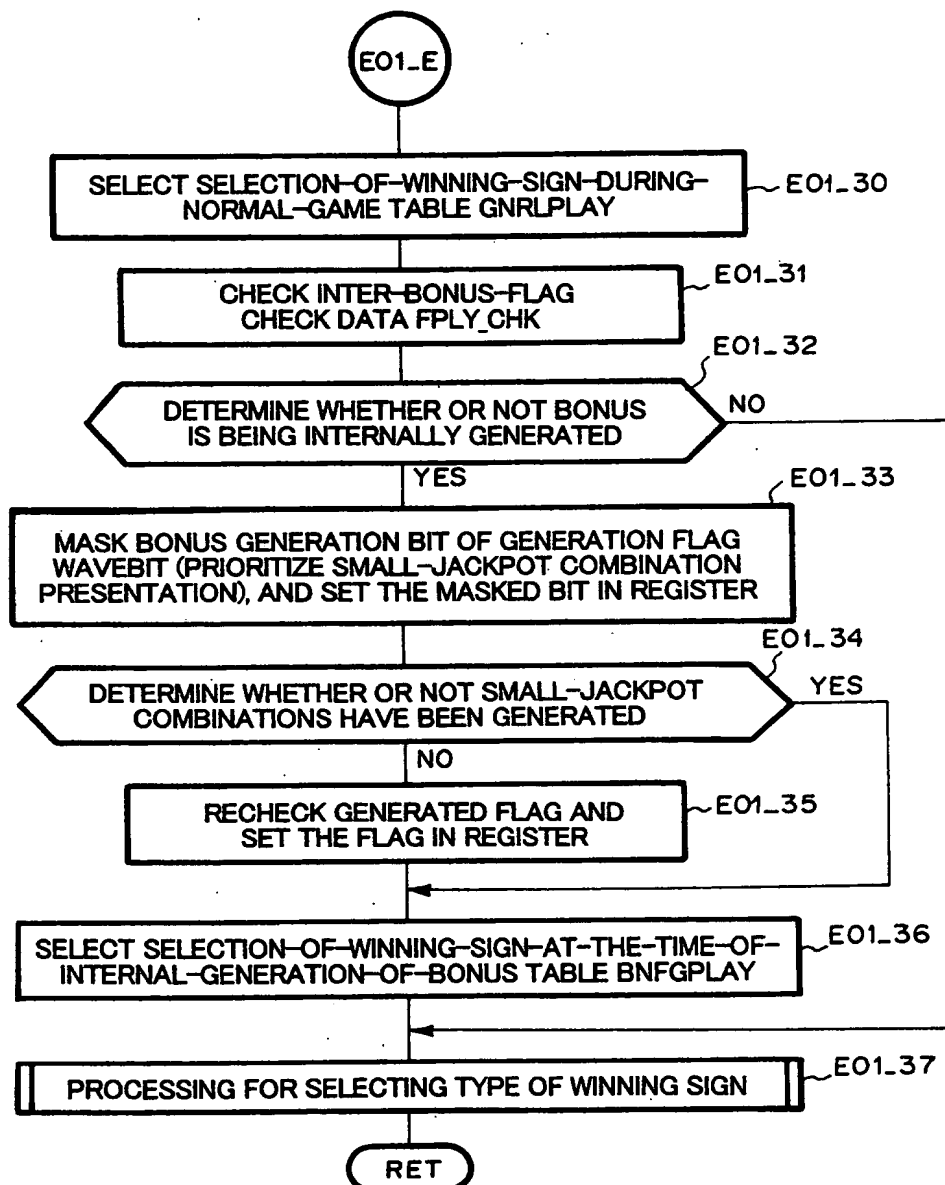 E01_E
SELECT SELECTION-OF-WINNING-SIGN-DURING-
NORMAL-GAME TABLE GNRLPLAY
E01_30
CHECK INTER-BONUS-FLAG
CHECK DATA FPLY_CHK
E01_31
E01_32
DETERMINE WHETHER OR NOT BONUS
IS BEING INTERNALLY GENERATED
NO
YES
E01_33
MASK BONUS GENERATION BIT OF GENERATION FLAG
WAVEBIT (PRIORITIZE SMALL-JACKPOT COMBINATION
PRESENTATION), AND SET THE MASKED BIT IN REGISTER
E01_34
DETERMINE WHETHER OR NOT SMALL-JACKPOT
COMBINATIONS HAVE BEEN GENERATED
YES
NO
RECHECK GENERATED FLAG AND
SET THE FLAG IN REGISTER
E01_35
SELECT SELECTION-OF-WINNING-SIGN-AT-THE-TIME-OF-
INTERNAL-GENERATION-OF-BONUS TABLE BNFGPLAY
E01_36
PROCESSING FOR SELECTING TYPE OF WINNING SIGN
E01_37
RET